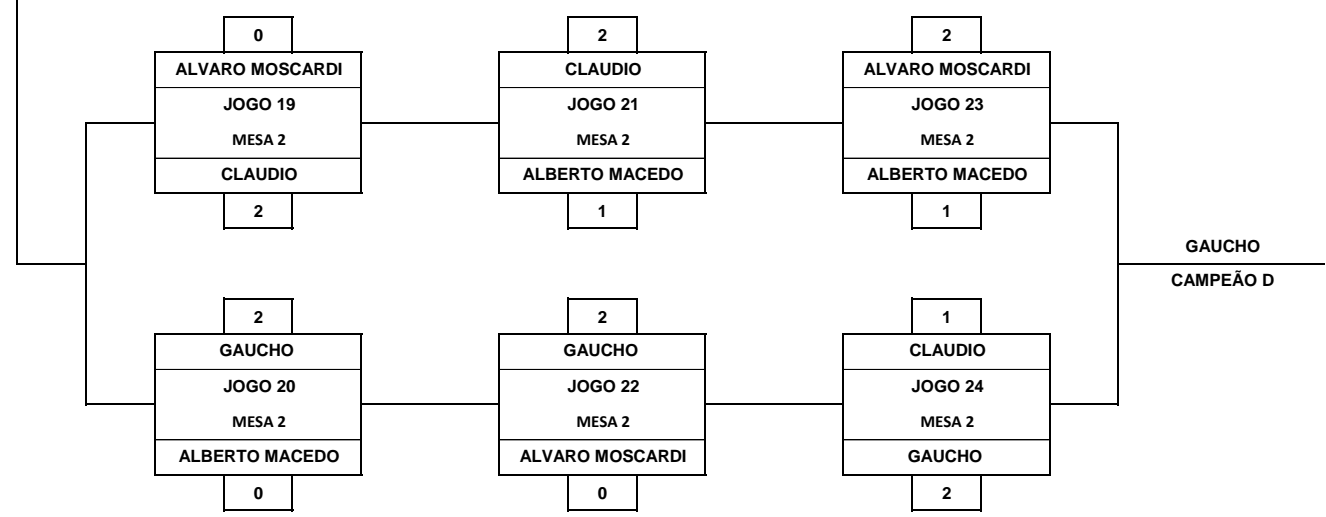 0
ALVARO MOSCARDI
JOGO 19
MESA 2
CLAUDIO
2
2
CLAUDIO
JOGO 21
MESA 2
ALBERTO MACEDO
1
2
ALVARO MOSCARDI
JOGO 23
MESA 2
ALBERTO MACEDO
1
GAUCHO
CAMPEÃO D
2
GAUCHO
JOGO 20
MESA 2
ALBERTO MACEDO
0
2
GAUCHO
JOGO 22
MESA 2
ALVARO MOSCARDI
0
1
CLAUDIO
JOGO 24
MESA 2
GAUCHO
2